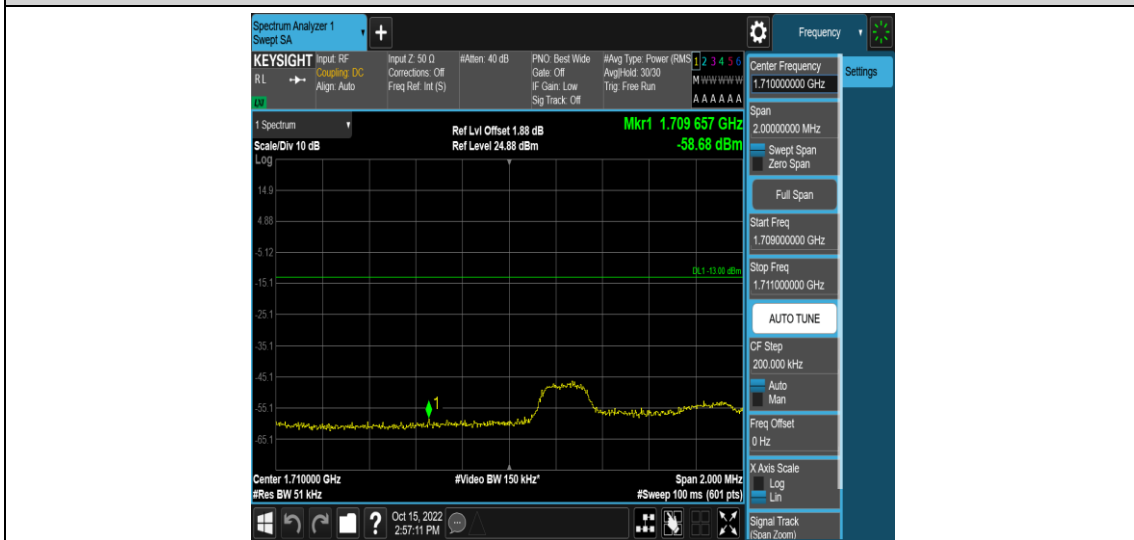 Spectrum Analyzer 1
Swept SA
+
Frequency
KEYSIGHT
RL
Input: RF
Coupling: DC
Align: Auto
Input Z: 50 Ω
Corrections: Off
Freq Ref: Int (S)
#Atten: 40 dB
PNO: Best Wide
Gate: Off
IF Gain: Low
Sig Track: Off
#Avg Type: Power (RMS
Avg|Hold: 30/30
Trig: Free Run
1 2 3 4 5 6
M W W W W W
A A A A A A
1 Spectrum
Scale/Div 10 dB
Ref Lvl Offset 1.88 dB
Ref Level 24.88 dBm
Mkr1 1.709 657 GHz
-58.68 dBm
Log
14.9
4.88
-5.12
-15.1
-25.1
-35.1
-45.1
-55.1
-65.1
DL1 -13.00 dBm
1
Center 1.710000 GHz
#Res BW 51 kHz
#Video BW 150 kHz*
Span 2.000 MHz
#Sweep 100 ms (601 pts)
Center Frequency
1.710000000 GHz
Settings
Span
2.00000000 MHz
Swept Span
Zero Span
Full Span
Start Freq
1.709000000 GHz
Stop Freq
1.711000000 GHz
AUTO TUNE
CF Step
200.000 kHz
Auto
Man
Freq Offset
0 Hz
X Axis Scale
Log
Lin
Signal Track
(Span Zoom)
?
Oct 15, 2022
2:57:11 PM